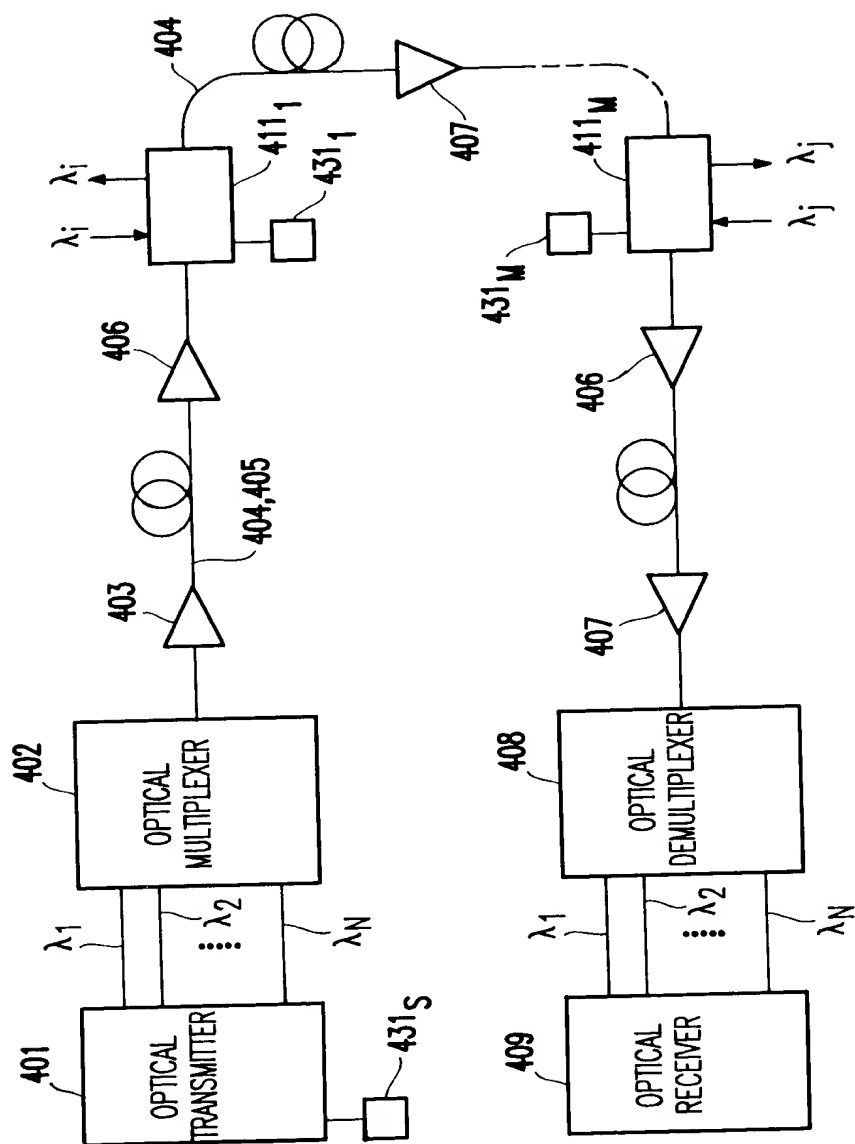 401
OPTICAL
TRANSMITTER
431S
λ1
λ2
.....
λN
402
OPTICAL
MULTIPLEXER
403
404,405
406
λi
λi
4111
4311
404
407
431M
411M
λj
λj
406
407
408
OPTICAL
DEMULTIPLEXER
λ1
λ2
.....
λN
409
OPTICAL
RECEIVER